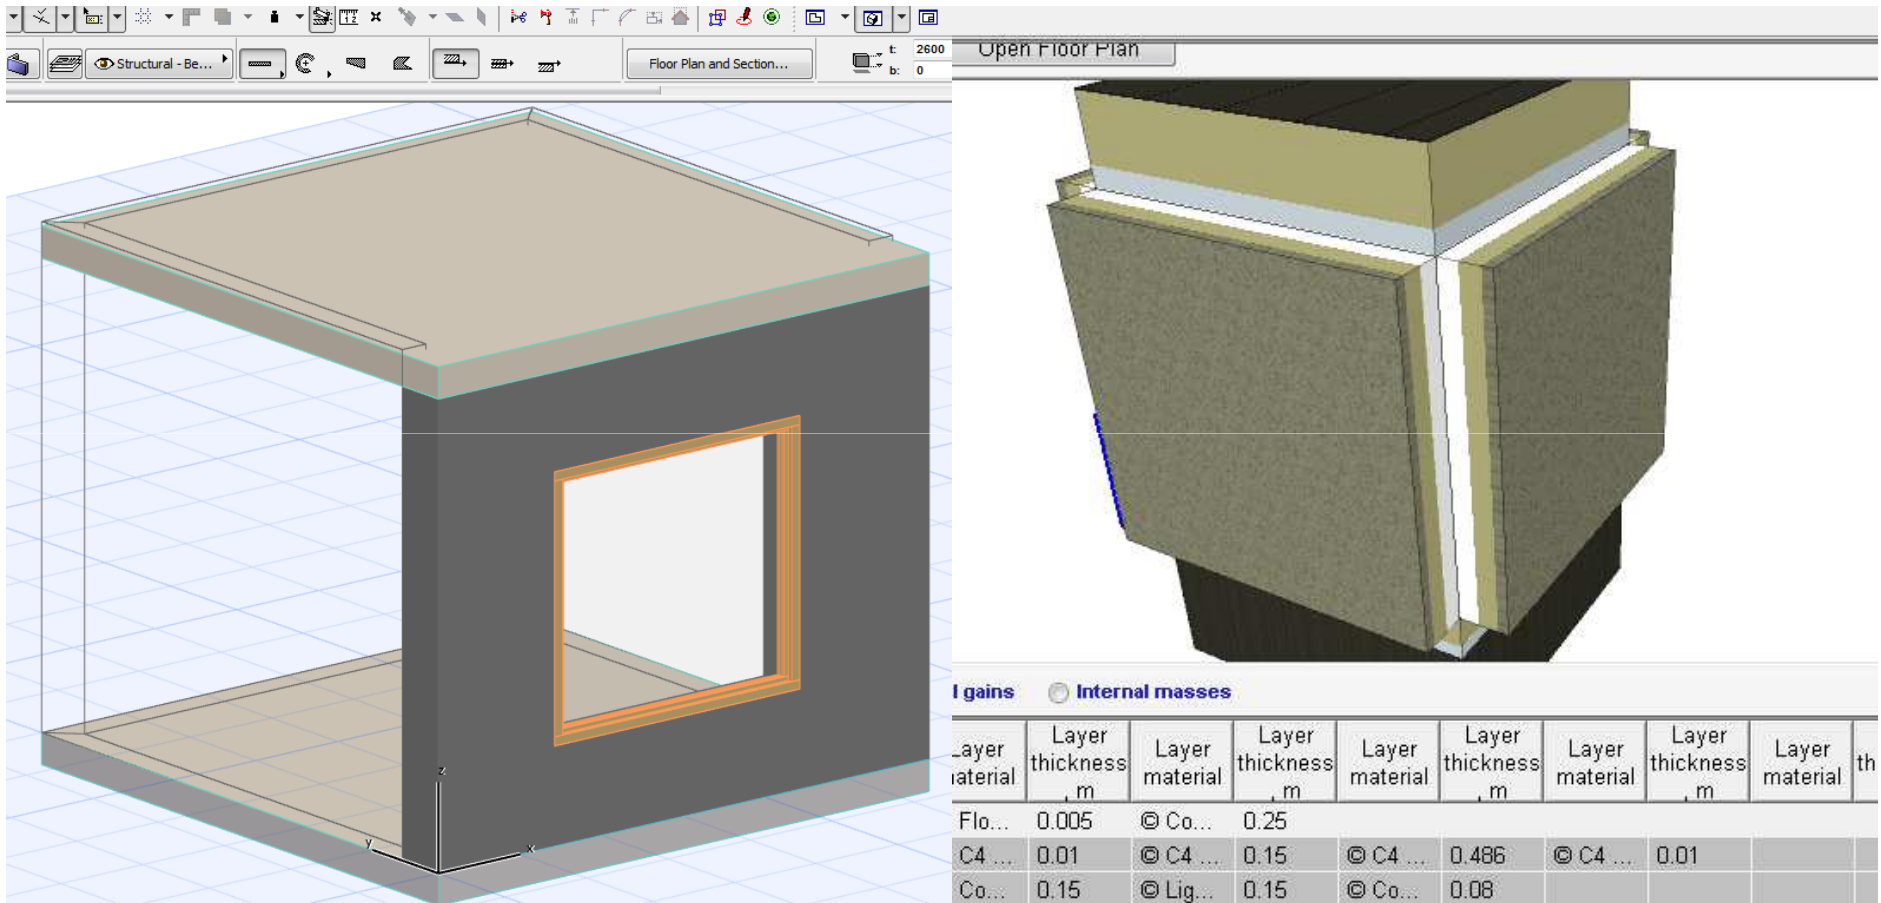 Structural - Be...
Floor Plan and Section...
t: 2600
b: 0
Open Floor Plan
z
y
x
l gains
Internal masses
Layer material
Layer thickness, m
Layer material
Layer thickness, m
Layer material
Layer thickness, m
Layer material
Layer thickness, m
Layer material
th
Flo... 0.005 © Co... 0.25
C4 ... 0.01 © C4 ... 0.15 © C4 ... 0.486 © C4 ... 0.01
Co... 0.15 © Lig... 0.15 © Co... 0.08